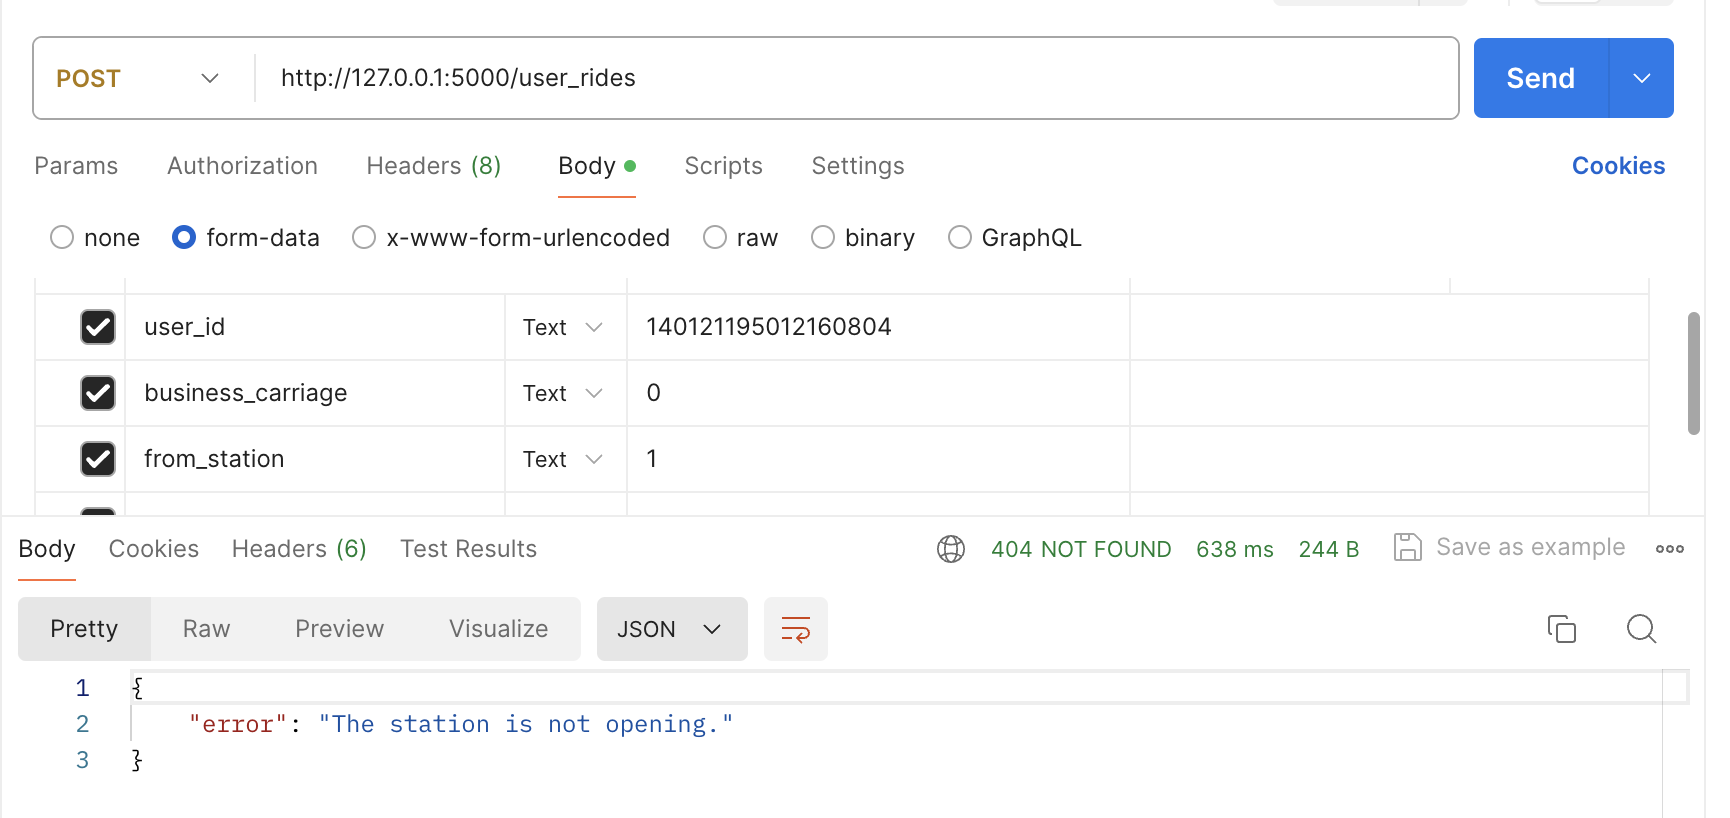 POST http://127.0.0.1:5000/user_rides Send
Params Authorization Headers (8) Body Scripts Settings Cookies
none form-data x-www-form-urlencoded raw binary GraphQL
user_id Text 140121195012160804
business_carriage Text 0
from_station Text 1
Body Cookies Headers (6) Test Results 404 NOT FOUND 638 ms 244 B Save as example
Pretty Raw Preview Visualize JSON
1 {
2 "error": "The station is not opening."
3 }